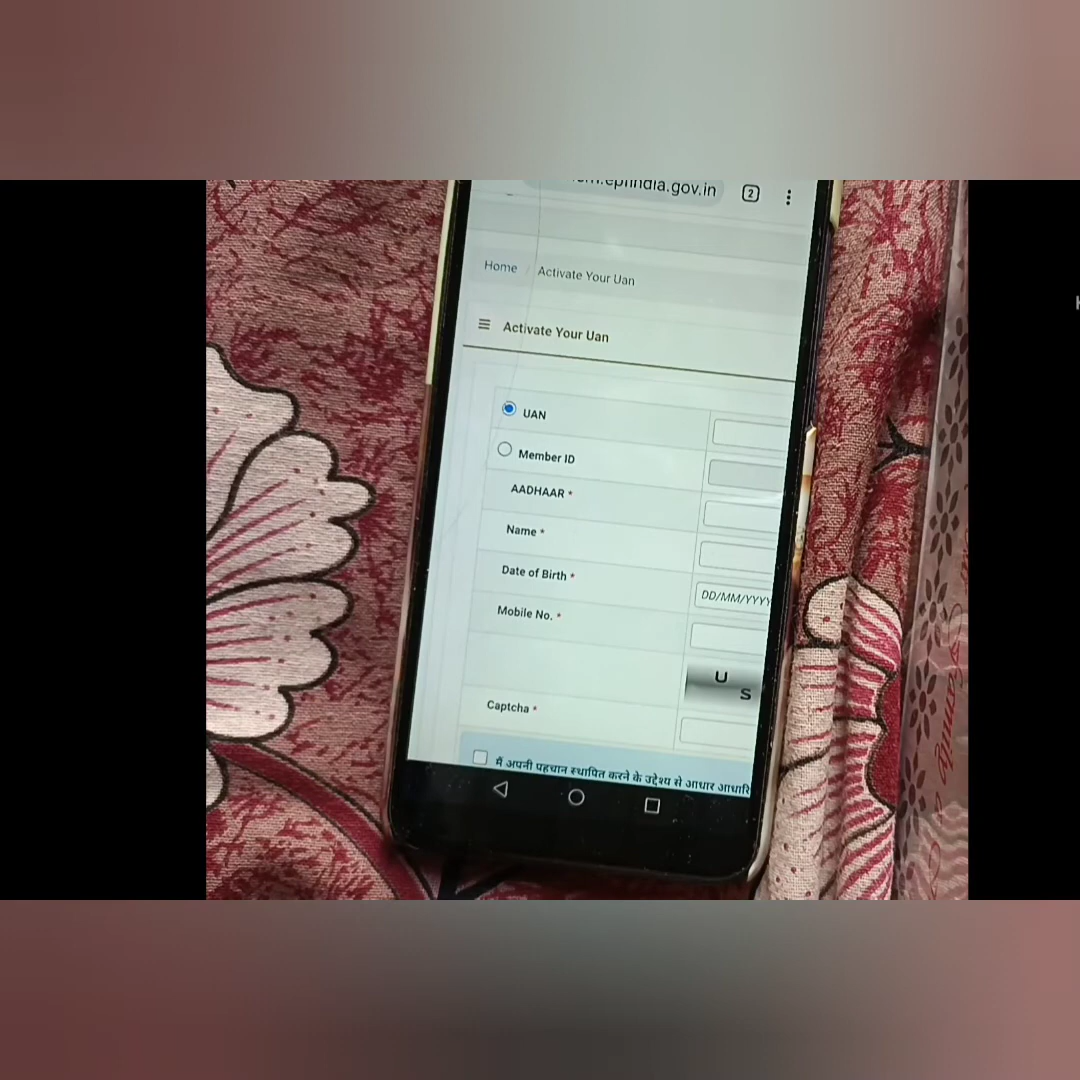 epfindia.gov.in
2
Home / Activate Your Uan
Activate Your Uan
UAN
Member ID
AADHAAR *
Name *
Date of Birth *
DD/MM/YYYY
Mobile No. *
U
S
Captcha *
मैं अपनी पहचान स्थापित करने के उद्देश्य से आधार